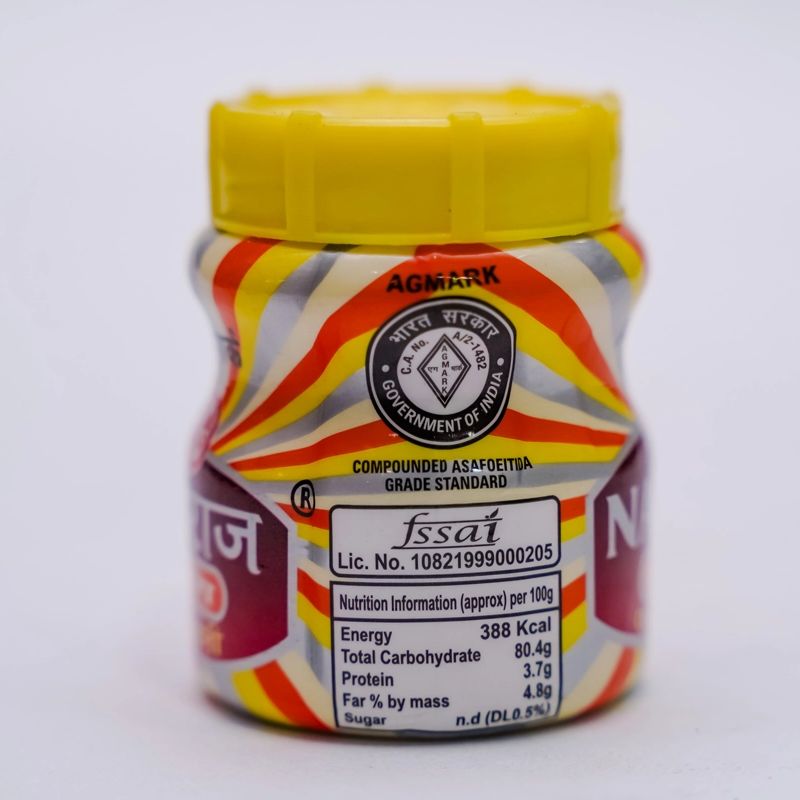 AGMARK
भारत सरकार
C.A. No. A/2-1482
AGMARK
एग मार्क
GOVERNMENT OF INDIA
COMPOUNDED ASAFOEITIDA
GRADE STANDARD
®
fssai
Lic. No. 10821999000205
Nutrition Information (approx) per 100g
Energy 388 Kcal
Total Carbohydrate 80.4g
Protein 3.7g
Far % by mass 4.8g
Sugar n.d (DL0.5%)